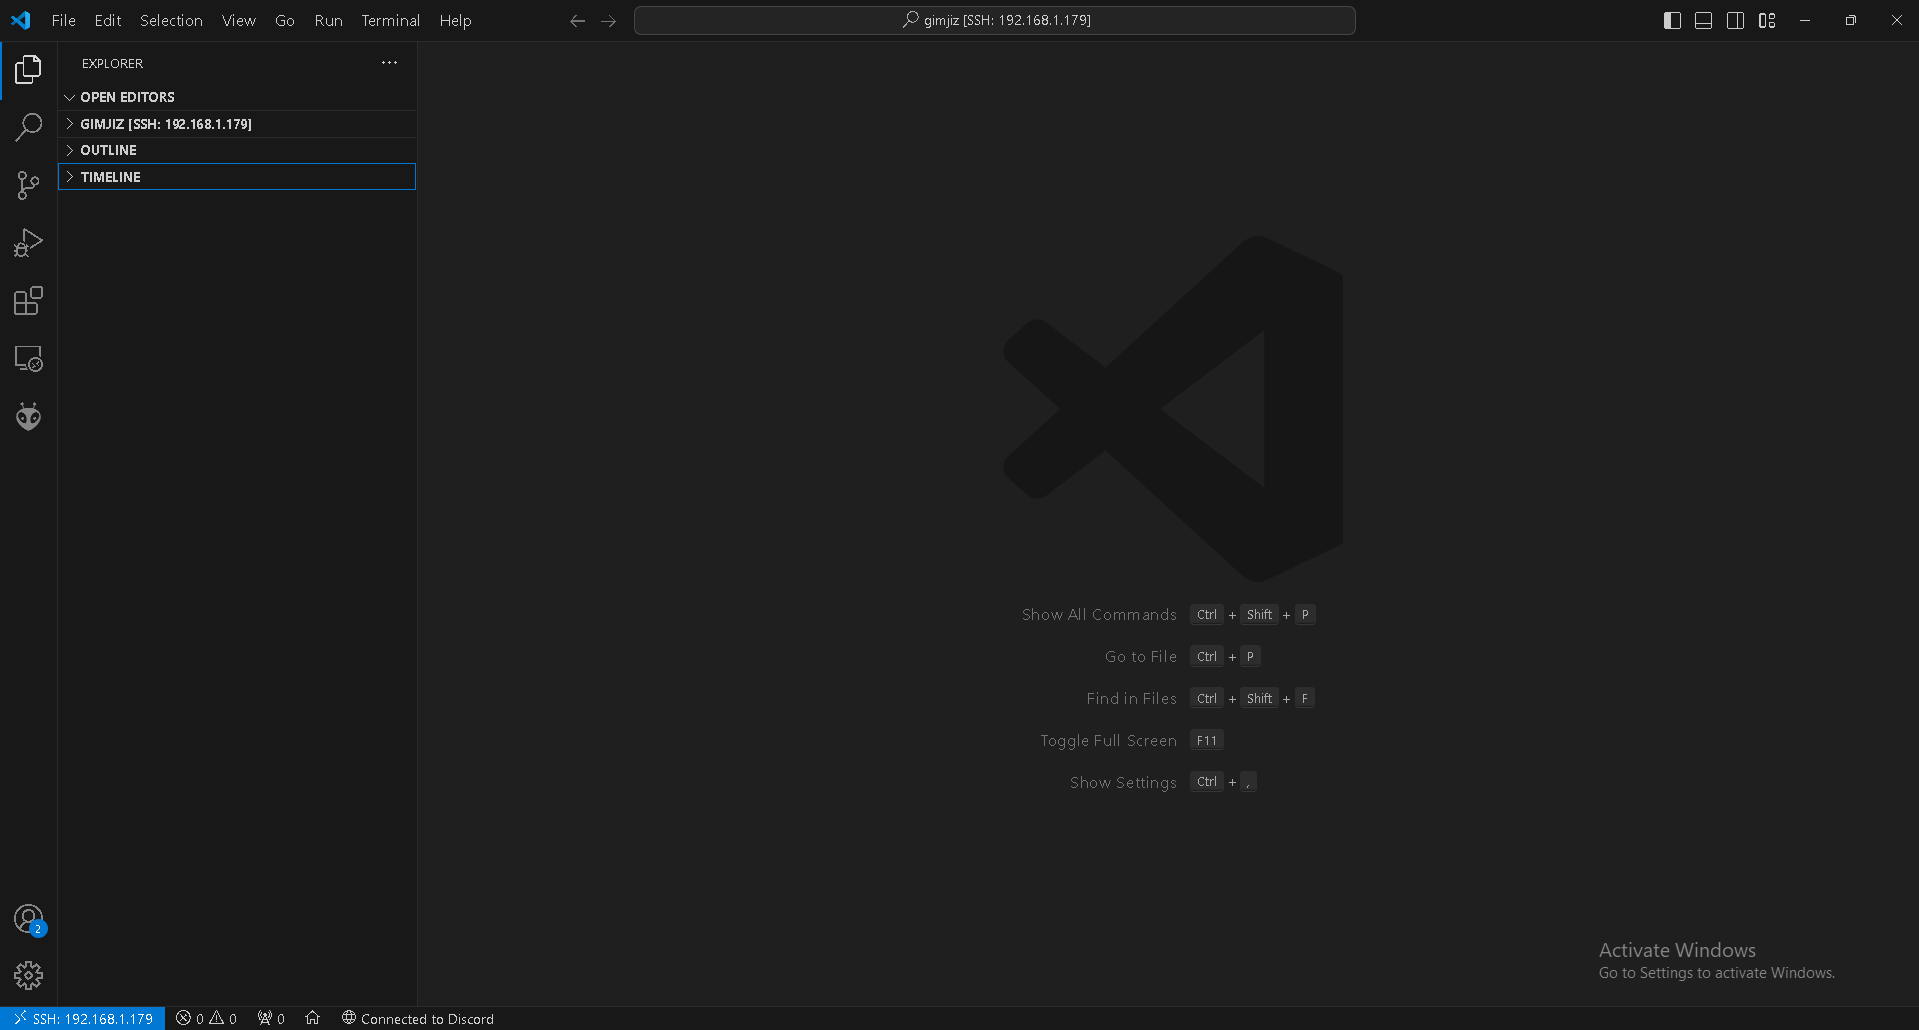 File Edit Selection View Go Run Terminal Help
gimjiz [SSH: 192.168.1.179]
EXPLORER
OPEN EDITORS
GIMJIZ [SSH: 192.168.1.179]
OUTLINE
TIMELINE
Show All Commands Ctrl + Shift + P
Go to File Ctrl + P
Find in Files Ctrl + Shift + F
Toggle Full Screen F11
Show Settings Ctrl + ,
2
Activate Windows
Go to Settings to activate Windows.
SSH: 192.168.1.179 0 0 0 Connected to Discord